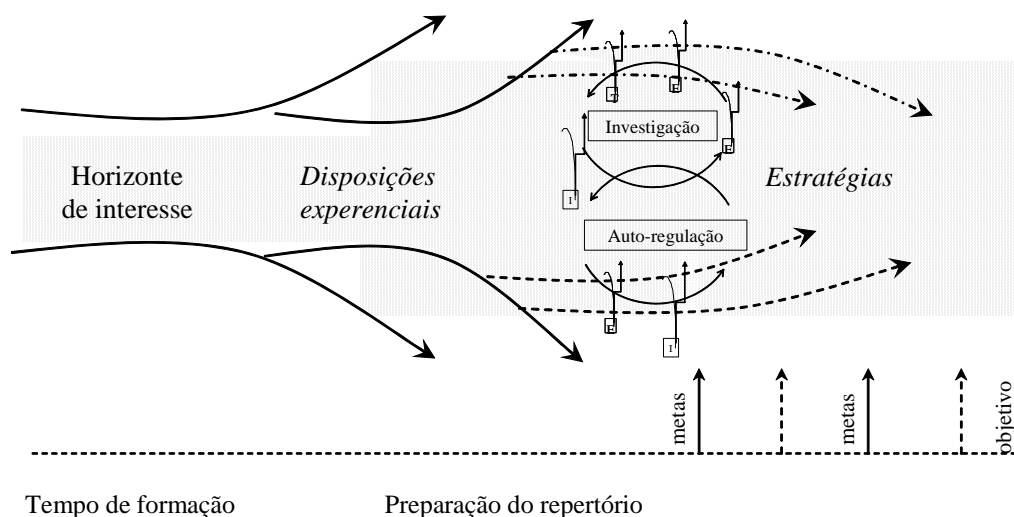 Investigação
Horizonte
de interesse
Disposições
experenciais
Estratégias
Auto-regulação
I
E
E
I
E
I
metas
metas
objetivo
Tempo de formação
Preparação do repertório